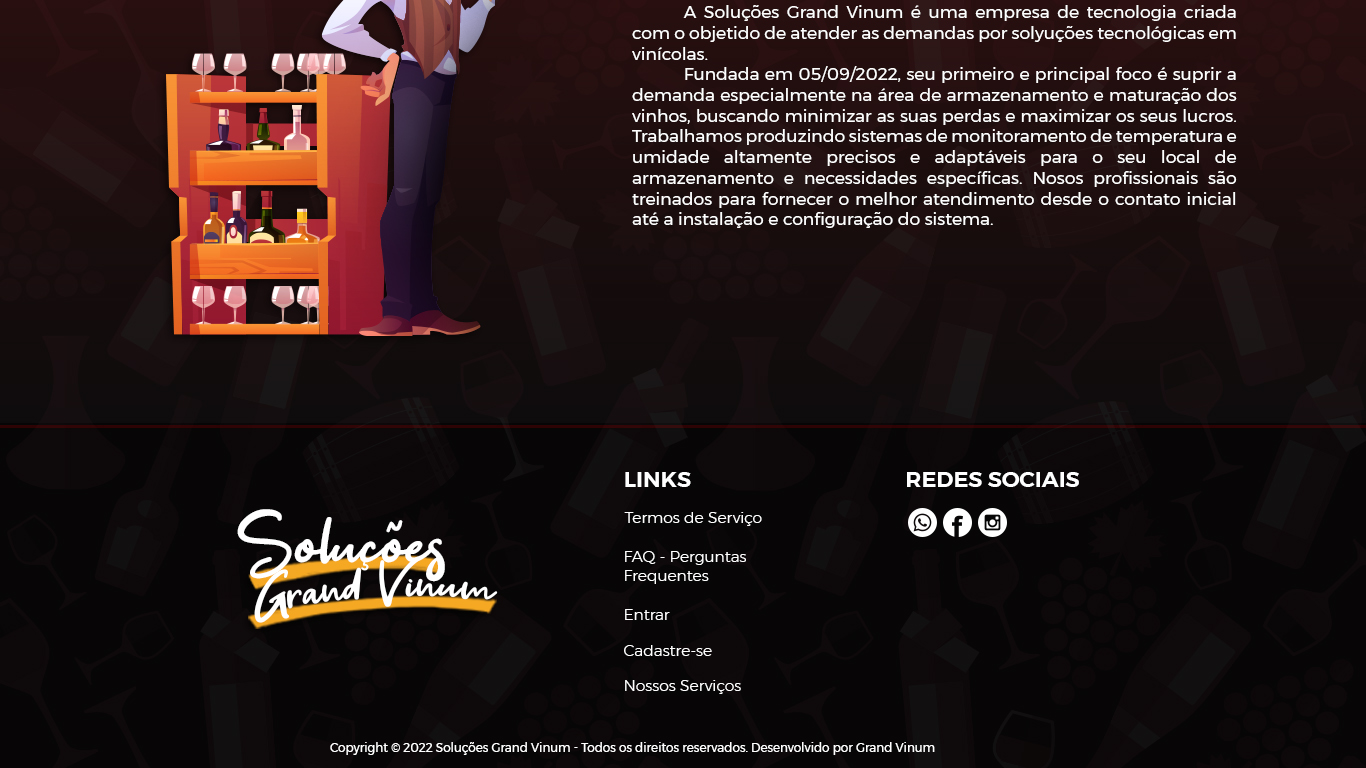 A Soluções Grand Vinum é uma empresa de tecnologia criada
com o objetido de atender as demandas por solyuções tecnológicas em
vinícolas.
Fundada em 05/09/2022, seu primeiro e principal foco é suprir a
demanda especialmente na área de armazenamento e maturação dos
vinhos, buscando minimizar as suas perdas e maximizar os seus lucros.
Trabalhamos produzindo sistemas de monitoramento de temperatura e
umidade altamente precisos e adaptáveis para o seu local de
armazenamento e necessidades específicas. Nosos profissionais são
treinados para fornecer o melhor atendimento desde o contato inicial
até a instalação e configuração do sistema.
Soluções
Grand Vinum
LINKS
Termos de Serviço
FAQ - Perguntas
Frequentes
Entrar
Cadastre-se
Nossos Serviços
REDES SOCIAIS
Copyright © 2022 Soluções Grand Vinum - Todos os direitos reservados. Desenvolvido por Grand Vinum